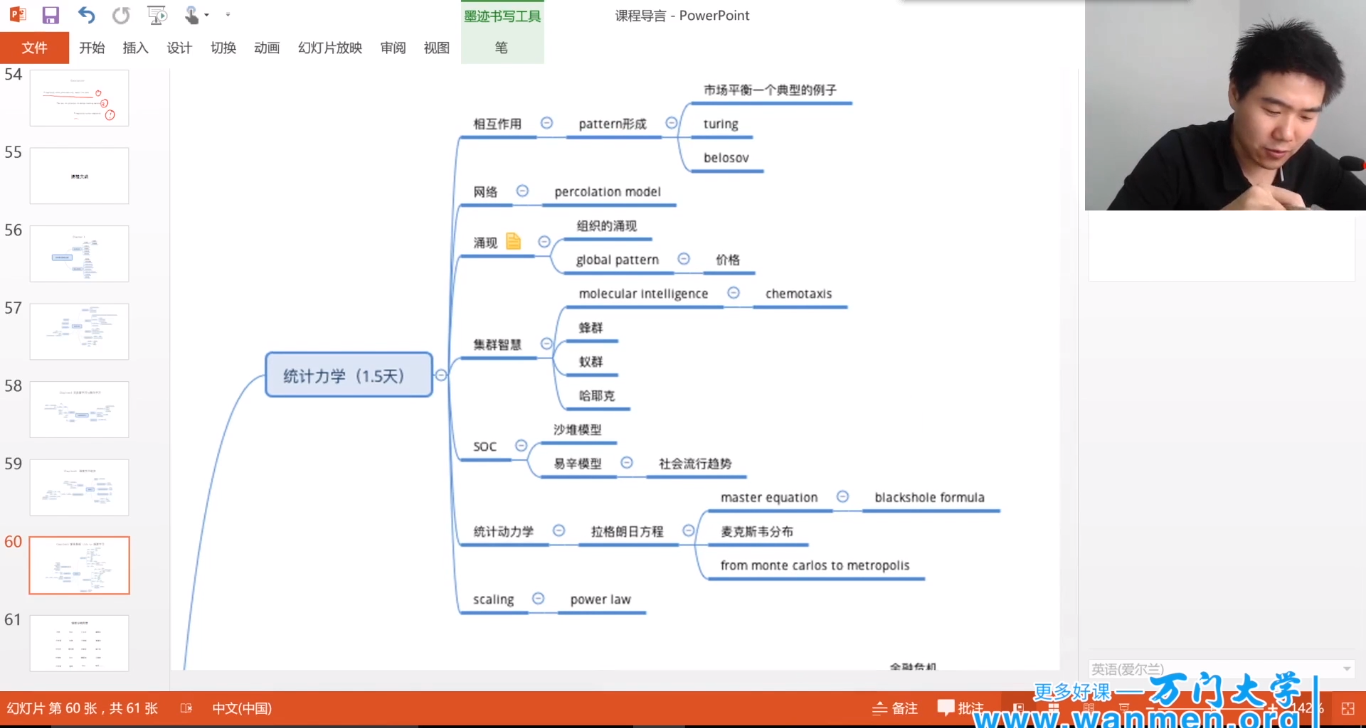 墨迹书写工具
课程导言 - PowerPoint
文件
开始
插入
设计
切换
动画
幻灯片放映
审阅
视图
笔
54
55
56
57
58
59
60
61
统计力学（1.5天）
相互作用
pattern形成
市场平衡一个典型的例子
turing
belosov
网络
percolation model
涌现
组织的涌现
global pattern
价格
集群智慧
molecular intelligence
chemotaxis
蜂群
蚁群
哈耶克
SOC
沙堆模型
易辛模型
社会流行趋势
统计动力学
拉格朗日方程
master equation
blackshole formula
麦克斯韦分布
from monte carlos to metropolis
scaling
power law
金融危机
英语(爱尔兰)
幻灯片 第 60 张，共 61 张
中文(中国)
备注
批注
142%
更多好课 — 万门大学
www.wanmen.org